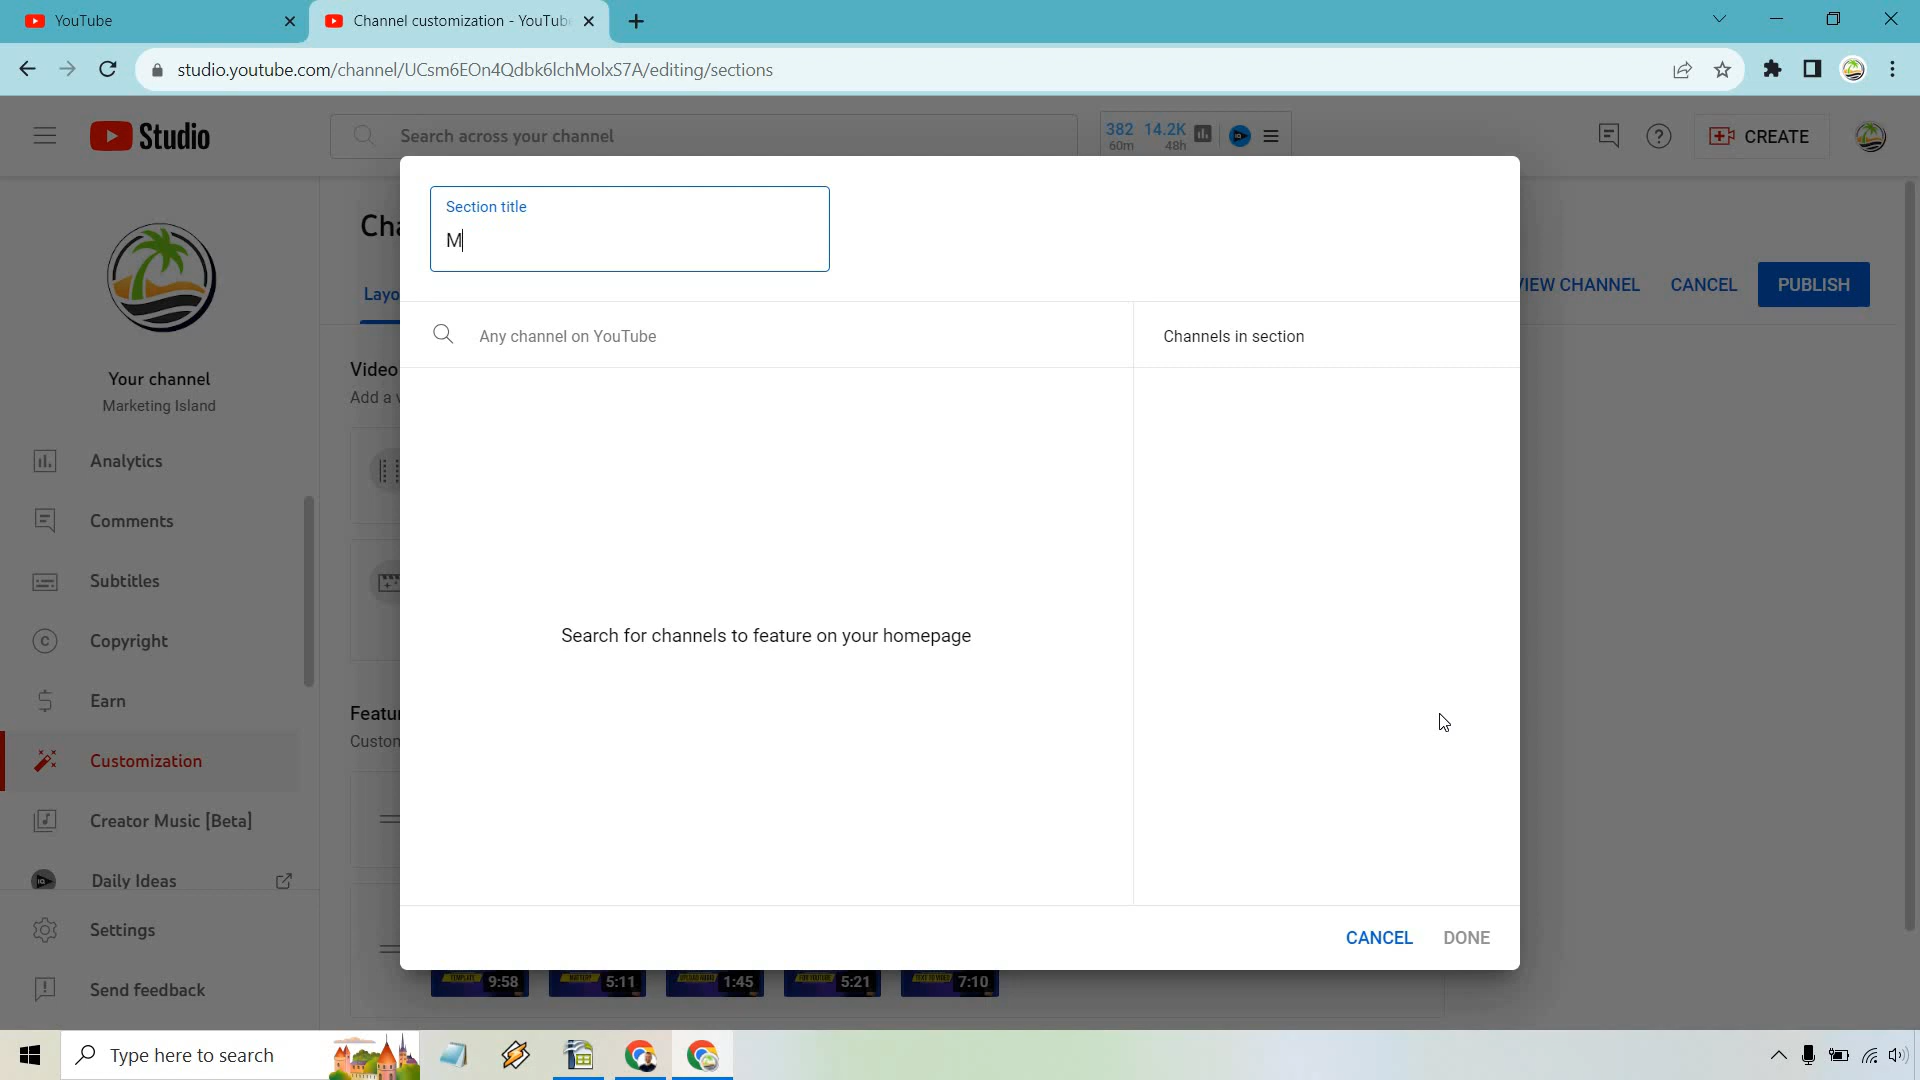 YouTube
Channel customization - YouTub
studio.youtube.com/channel/UCsm6EOn4Qdbk6lchMolxS7A/editing/sections
Studio
Search across your channel
382 14.2K
60m 48h
CREATE
Cha
Section title
M
Layo
VIEW CHANNEL
CANCEL
PUBLISH
Any channel on YouTube
Channels in section
Your channel
Marketing Island
Video
Add a v
Analytics
Comments
Subtitles
Copyright
Earn
Customization
Creator Music [Beta]
Daily Ideas
Settings
Send feedback
Search for channels to feature on your homepage
Featu
Custom
CANCEL
DONE
9:58
5:11
1:45
5:21
7:10
Type here to search